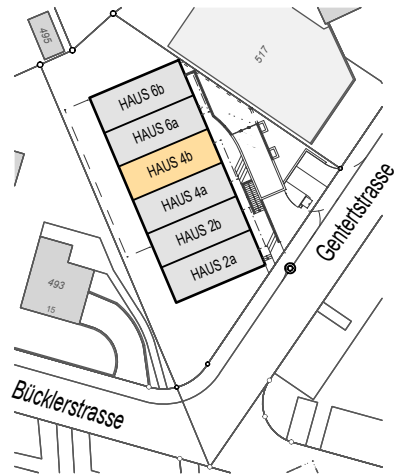 495
517
HAUS 6b
HAUS 6a
HAUS 4b
HAUS 4a
HAUS 2b
HAUS 2a
Gentertstrasse
493
15
Bücklerstrasse